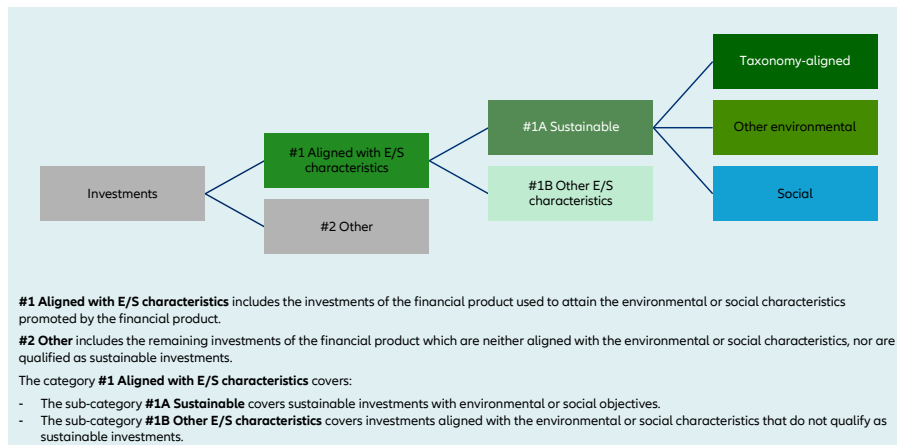 Taxonomy-aligned
#1A Sustainable
Other environmental
#1 Aligned with E/S
characteristics
Investments
#1B Other E/S
characteristics
Social
#2 Other
#1 Aligned with E/S characteristics includes the investments of the financial product used to attain the environmental or social characteristics
promoted by the financial product.
#2 Other includes the remaining investments of the financial product which are neither aligned with the environmental or social characteristics, nor are
qualified as sustainable investments.
The category #1 Aligned with E/S characteristics covers:
- The sub-category #1A Sustainable covers sustainable investments with environmental or social objectives.
- The sub-category #1B Other E/S characteristics covers investments aligned with the environmental or social characteristics that do not qualify as
sustainable investments.